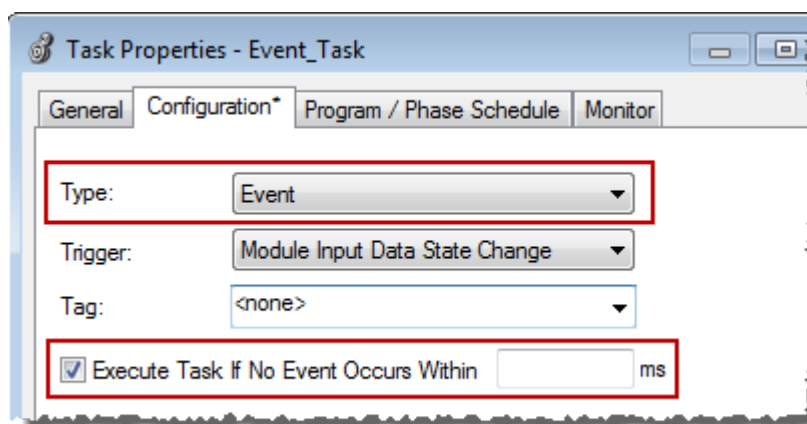 Task Properties - Event_Task
General Configuration* Program / Phase Schedule Monitor
Type: Event
Trigger: Module Input Data State Change
Tag: <none>
Execute Task If No Event Occurs Within ms